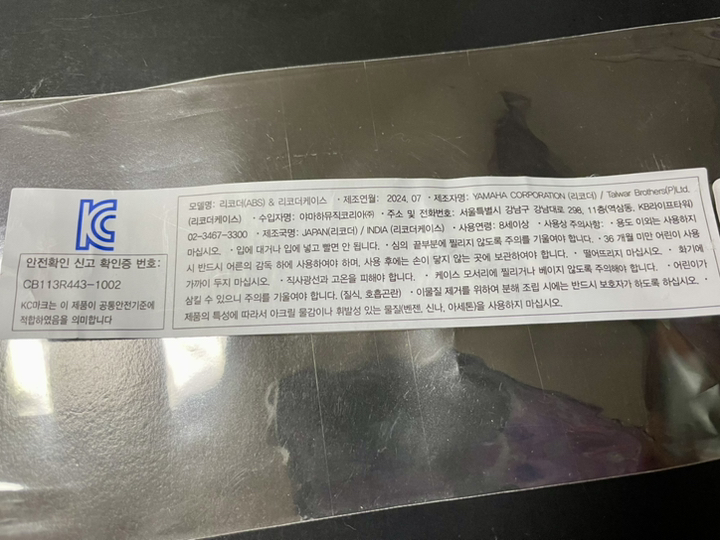 KC
안전확인 신고 확인증 번호:
CB113R443-1002
KC마크는 이 제품이 공통안전기준에
적합하였음을 의미합니다
모델명: 리코더(ABS) & 리코더케이스 ・제조연월: 2024, 07 ・제조자명: YAMAHA CORPORATION (리코더) / Talwar Brothers(P)Ltd.
(리코더케이스) ・수입자명: 야마하뮤직코리아㈜ ・주소 및 전화번호: 서울특별시 강남구 강남대로 298, 11층(역삼동, KB라이프타워)
02-3467-3300 ・제조국명: JAPAN(리코더) / INDIA (리코더케이스) ・사용연령: 8세이상 ・사용상 주의사항: ・용도 이외는 사용하지
마십시오. ・입에 대거나 입에 넣고 빨면 안 됩니다. ・심의 끝부분에 찔리지 않도록 주의를 기울여야 합니다. ・36 개월 미만 어린이 사용
시 반드시 어른의 감독 하에 사용하여야 하며, 사용 후에는 손이 닿지 않는 곳에 보관하여야 합니다. ・떨어뜨리지 마십시오. ・화기에
가까이 두지 마십시오. ・직사광선과 고온을 피해야 합니다. ・케이스 모서리에 찔리거나 베이지 않도록 주의해야 합니다. ・어린이가
삼킬 수 있으니 주의를 기울여야 합니다. (질식, 호흡곤란) ・이물질 제거를 위하여 분해 조립 시에는 반드시 보호자가 하도록 하십시오. ・
제품의 특성에 따라서 아크릴 물감이나 휘발성 있는 물질(벤젠, 신나, 아세톤)을 사용하지 마십시오.